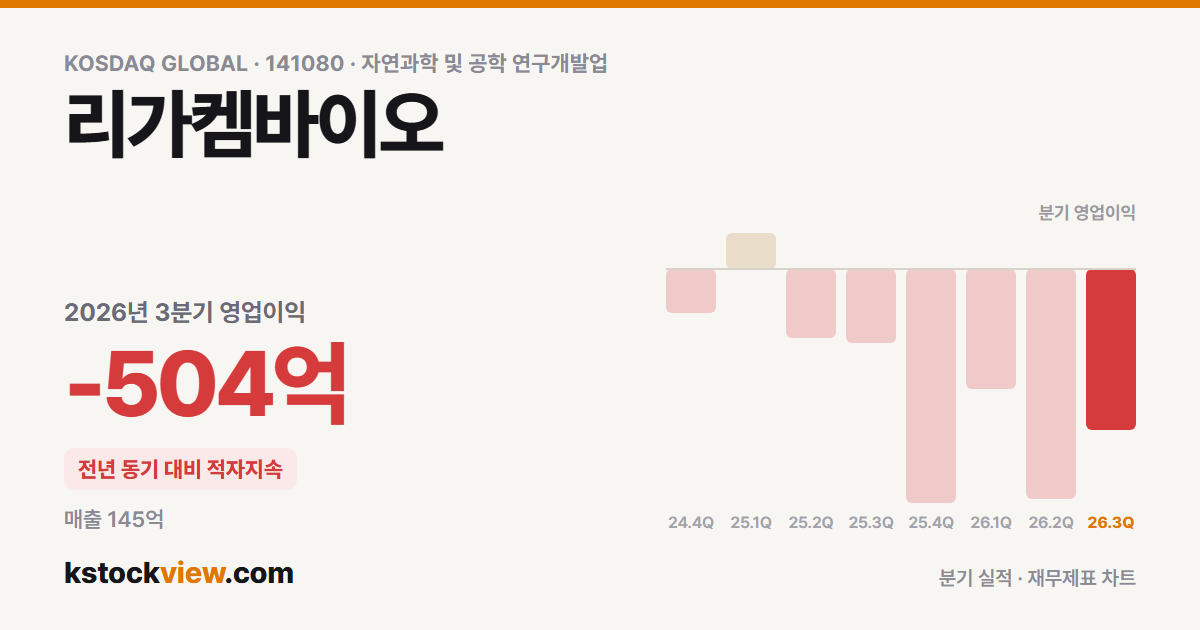 KOSDAQ GLOBAL · 141080 · 자연과학 및 공학 연구개발업
리가켐바이오
분기 영업이익
2026년 3분기 영업이익
-504억
전년 동기 대비 적자지속
매출 145억
24.4Q 25.1Q 25.2Q 25.3Q 25.4Q 26.1Q 26.2Q 26.3Q
kstockview.com
분기 실적 · 재무제표 차트